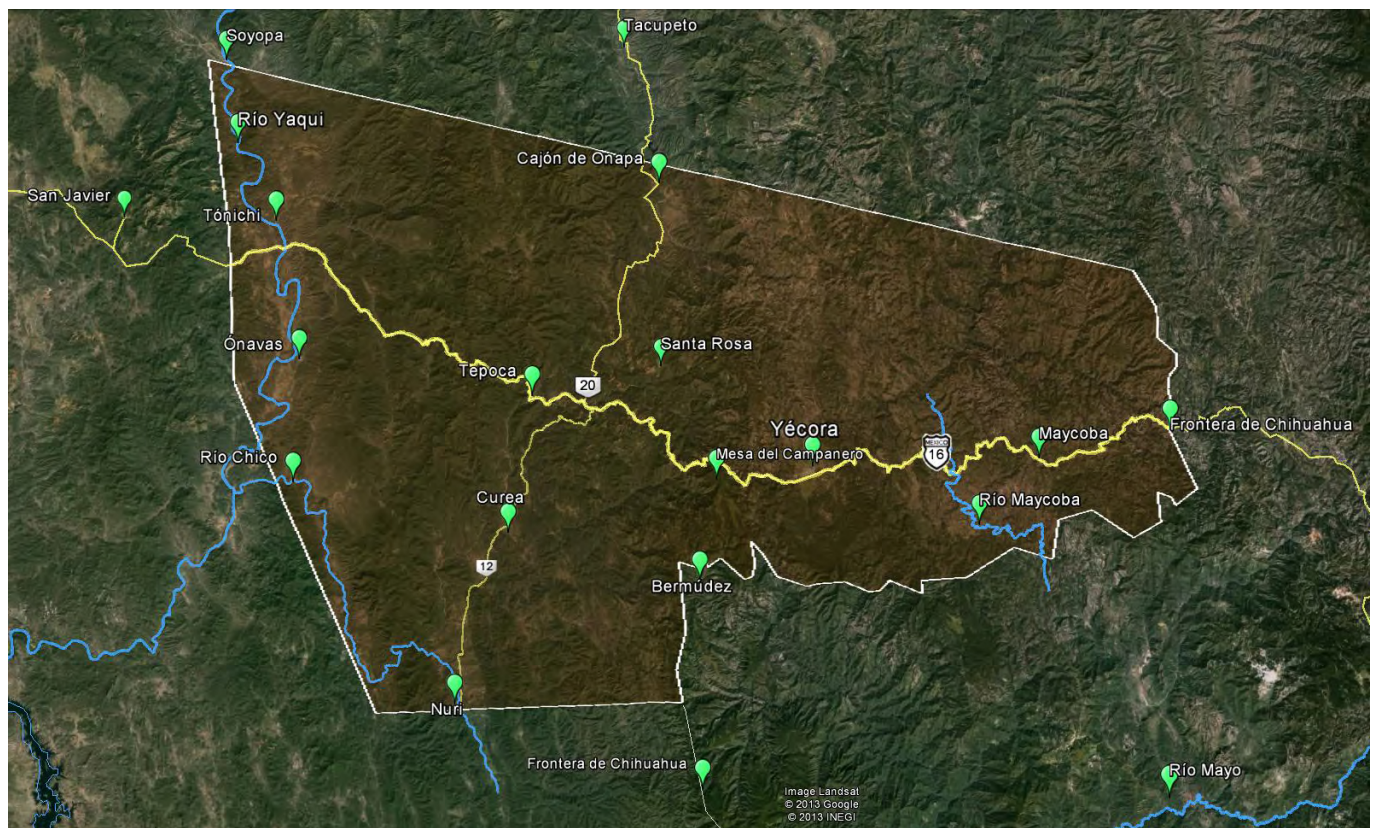 Tacupeto
Soyopa
Río Yaqui
Cajón de Onapa
San Javier
Tónichi
Ónavas
Santa Rosa
Tepoca
20
Frontera de Chihuahua
Yécora
Maycoba
MEXICO
16
Mesa del Campanero
Río Chico
Curea
Río Maycoba
12
Bermúdez
Nuri
Frontera de Chihuahua
Río Mayo
Image Landsat
© 2013 Google
© 2013 INEGI